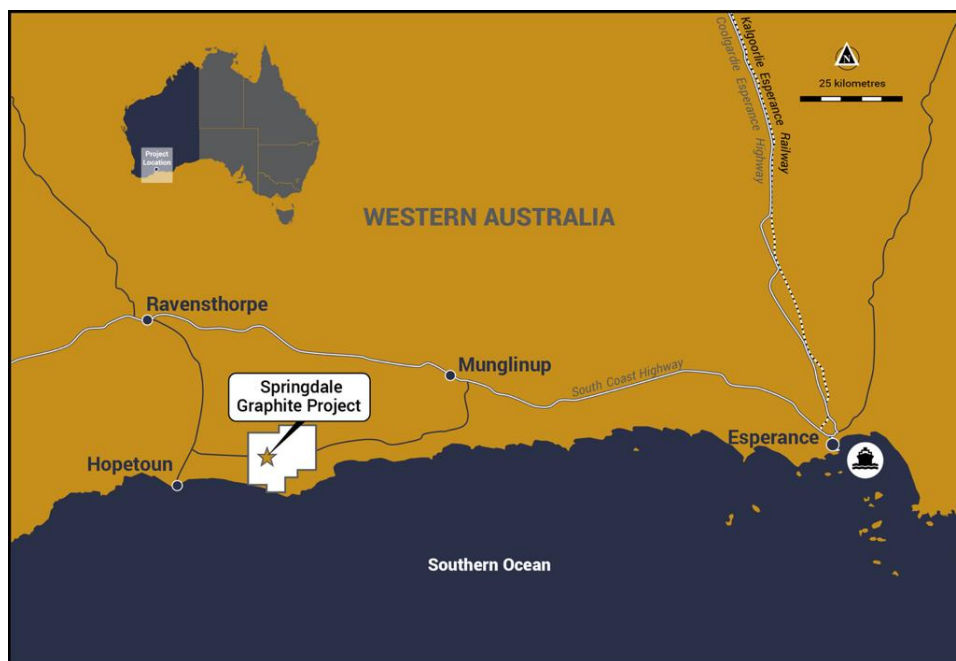 Kalgoorlie Esperance Railway
Coolgardie Esperance Highway
N
25 kilometres
Project
Location
WESTERN AUSTRALIA
Ravensthorpe
Munglinup
Springdale
Graphite Project
South Coast Highway
Esperance
Hopetoun
Southern Ocean